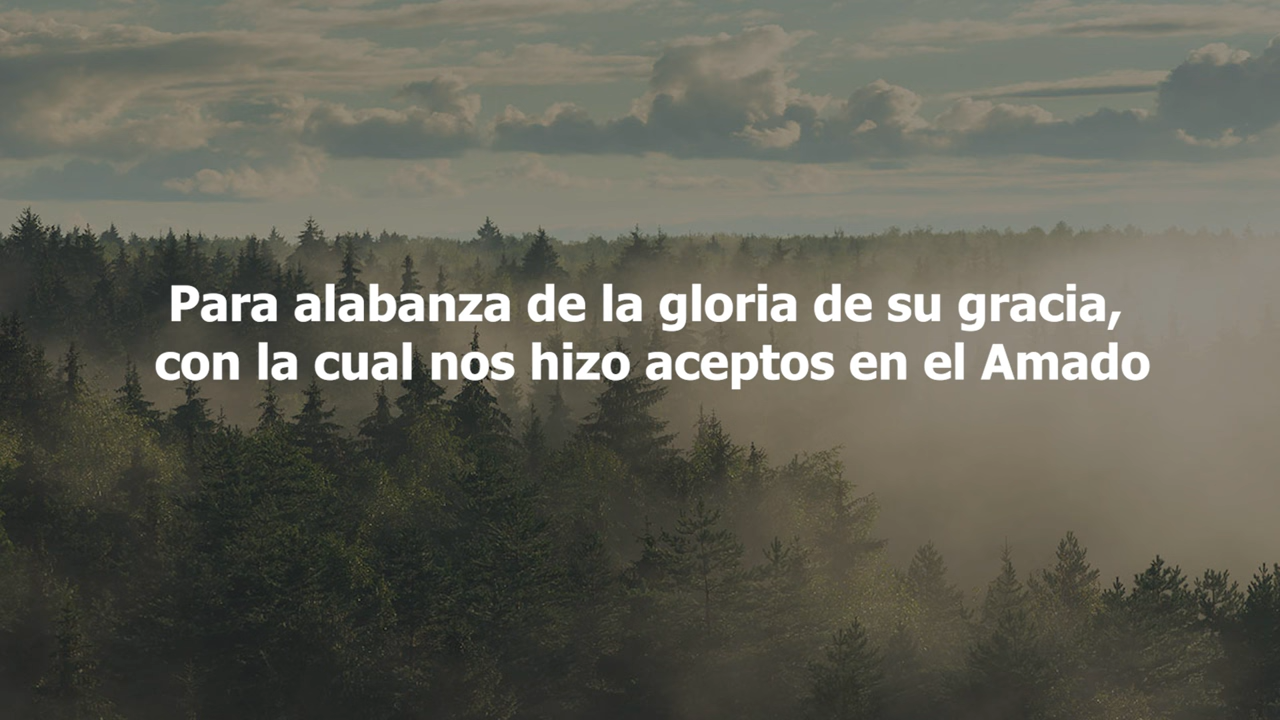 Para alabanza de la gloria de su gracia,
con la cual nos hizo aceptos en el Amado